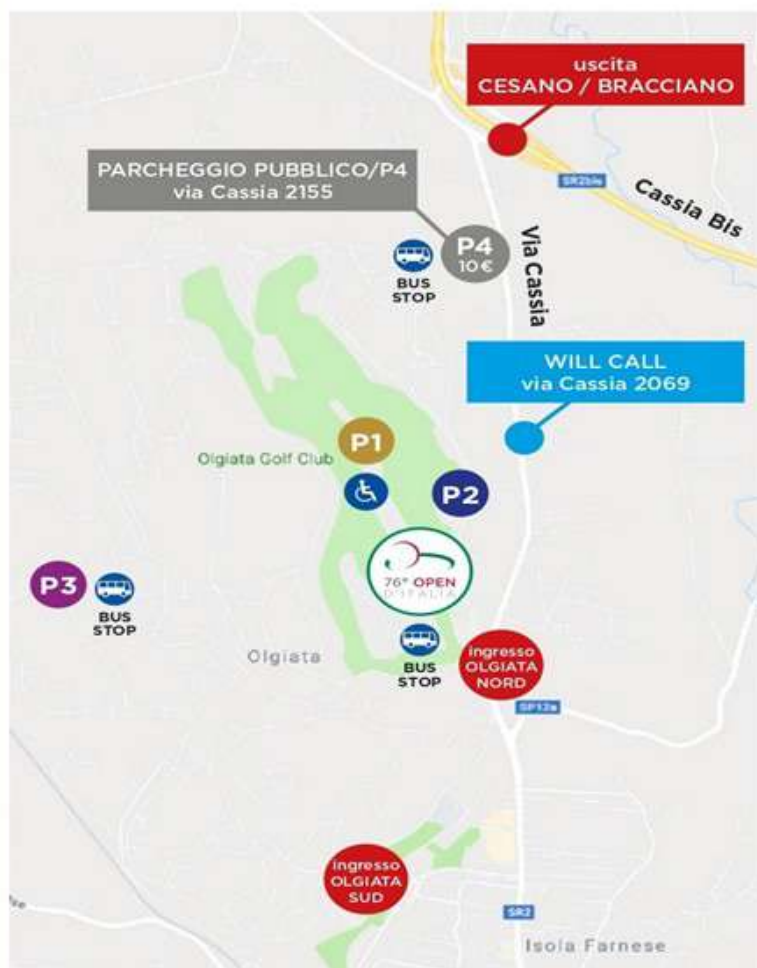 uscita
CESANO / BRACCIANO
SR2bis
Cassia Bis
PARCHEGGIO PUBBLICO/P4
via Cassia 2155
P4
10€
BUS
STOP
Via Cassia
WILL CALL
via Cassia 2069
P1
Olgiata Golf Club
P2
76° OPEN
D'ITALIA
P3
BUS
STOP
Olgiata
BUS
STOP
ingresso
OLGIATA
NORD
SP12a
ingresso
OLGIATA
SUD
SR2
Isola Farnese